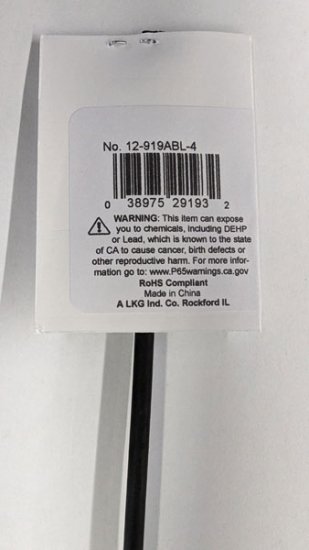 No. 12-919ABL-4
0 38975 29193 2
WARNING: This item can expose
you to chemicals, including DEHP
or Lead, which is known to the state
of CA to cause cancer, birth defects or
other reproductive harm. For more infor-
mation go to: www.P65warnings.ca.gov
RoHS Compliant
Made in China
A LKG Ind. Co. Rockford IL